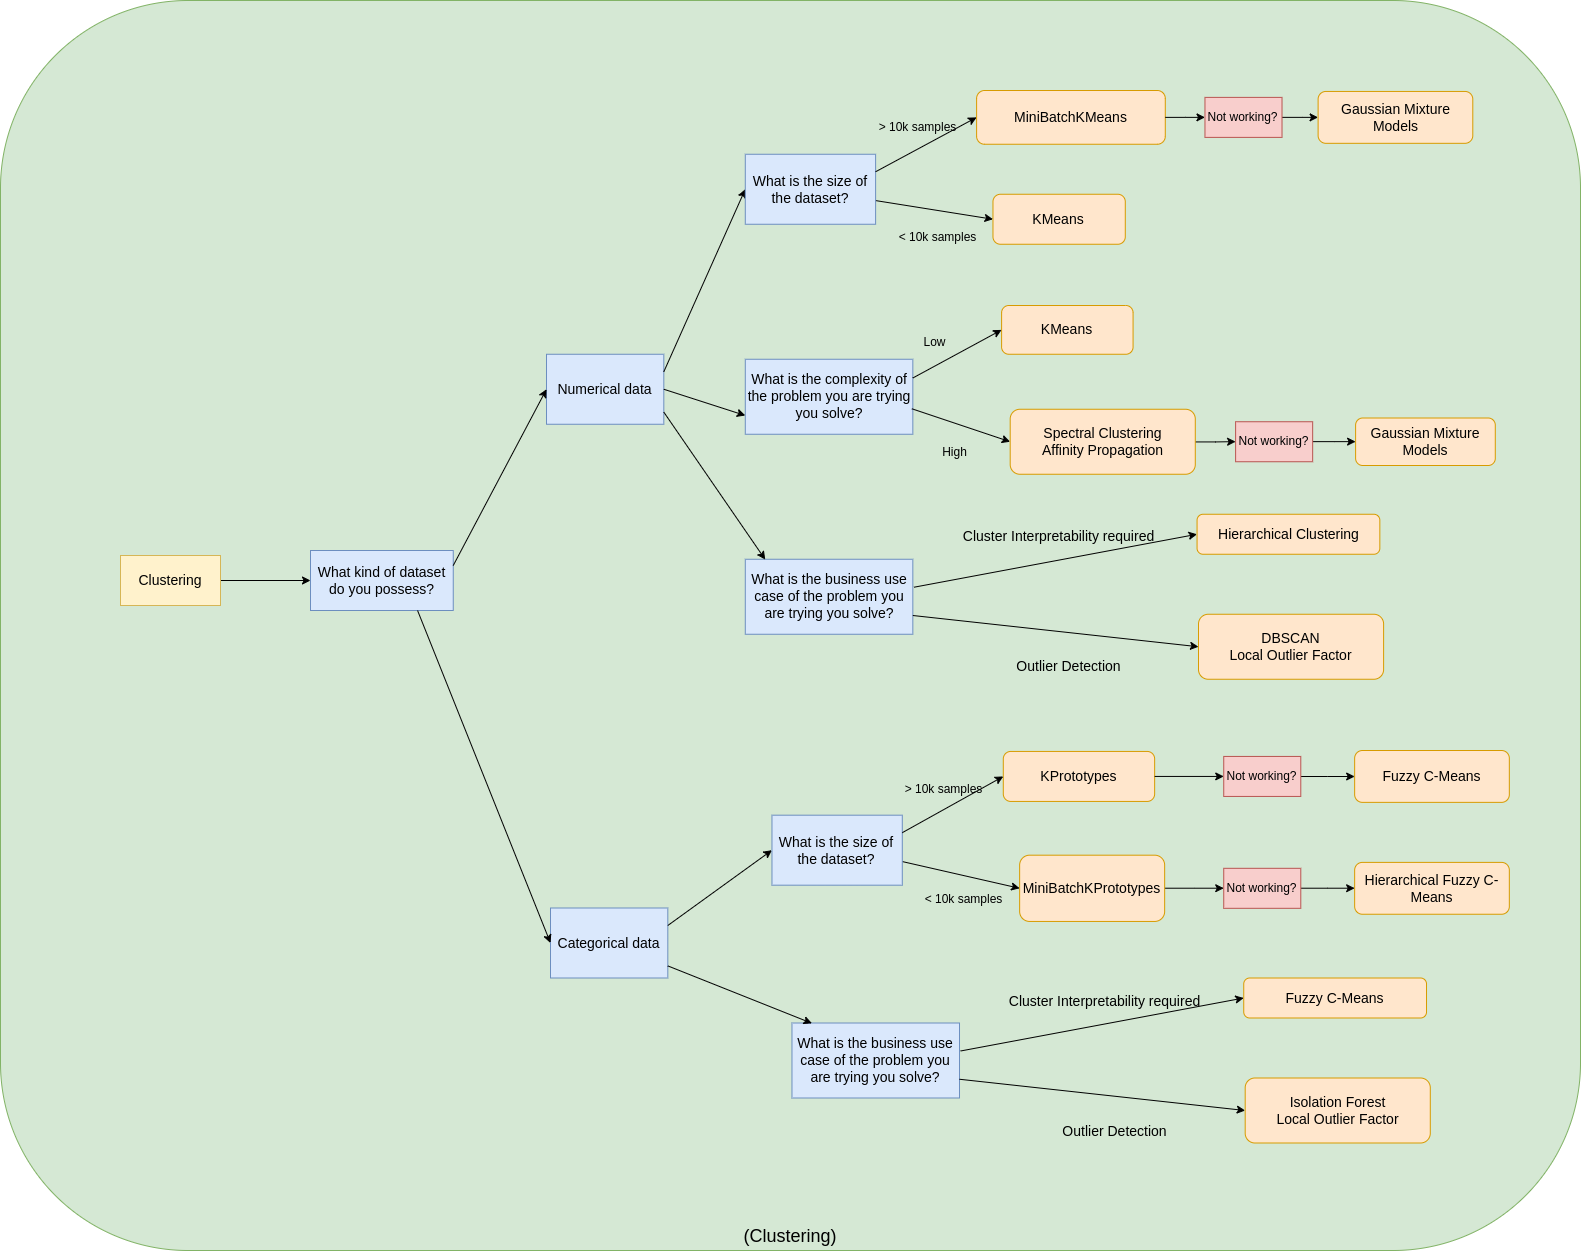 > 10k samples
MiniBatchKMeans
Not working?
Gaussian Mixture
Models
What is the size of
the dataset?
KMeans
< 10k samples
Numerical data
Low
KMeans
What is the complexity of
the problem you are trying
you solve?
High
Spectral Clustering
Affinity Propagation
Not working?
Gaussian Mixture
Models
Clustering
What kind of dataset
do you possess?
What is the business use
case of the problem you
are trying you solve?
Cluster Interpretability required
Hierarchical Clustering
Outlier Detection
DBSCAN
Local Outlier Factor
> 10k samples
KPrototypes
Not working?
Fuzzy C-Means
What is the size of
the dataset?
< 10k samples
MiniBatchKPrototypes
Not working?
Hierarchical Fuzzy C-
Means
Categorical data
What is the business use
case of the problem you
are trying you solve?
Cluster Interpretability required
Fuzzy C-Means
Outlier Detection
Isolation Forest
Local Outlier Factor
(Clustering)